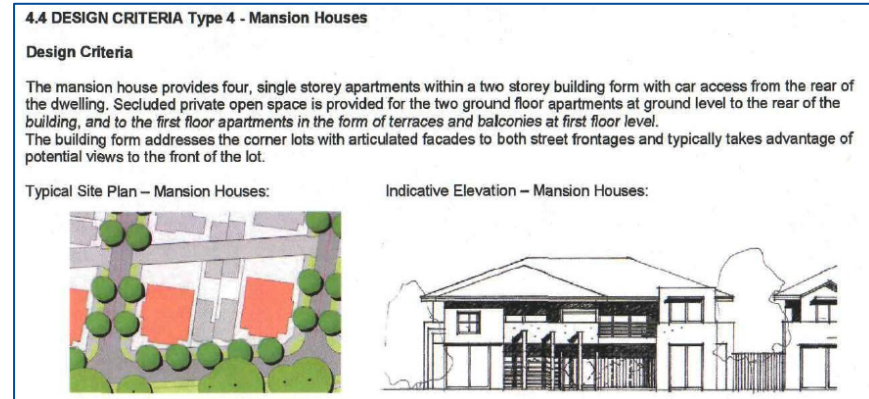 4.4 DESIGN CRITERIA Type 4 - Mansion Houses
Design Criteria
The mansion house provides four, single storey apartments within a two storey building form with car access from the rear of
the dwelling. Secluded private open space is provided for the two ground floor apartments at ground level to the rear of the
building, and to the first floor apartments in the form of terraces and balconies at first floor level.
The building form addresses the corner lots with articulated facades to both street frontages and typically takes advantage of
potential views to the front of the lot.
Typical Site Plan – Mansion Houses:
Indicative Elevation – Mansion Houses: